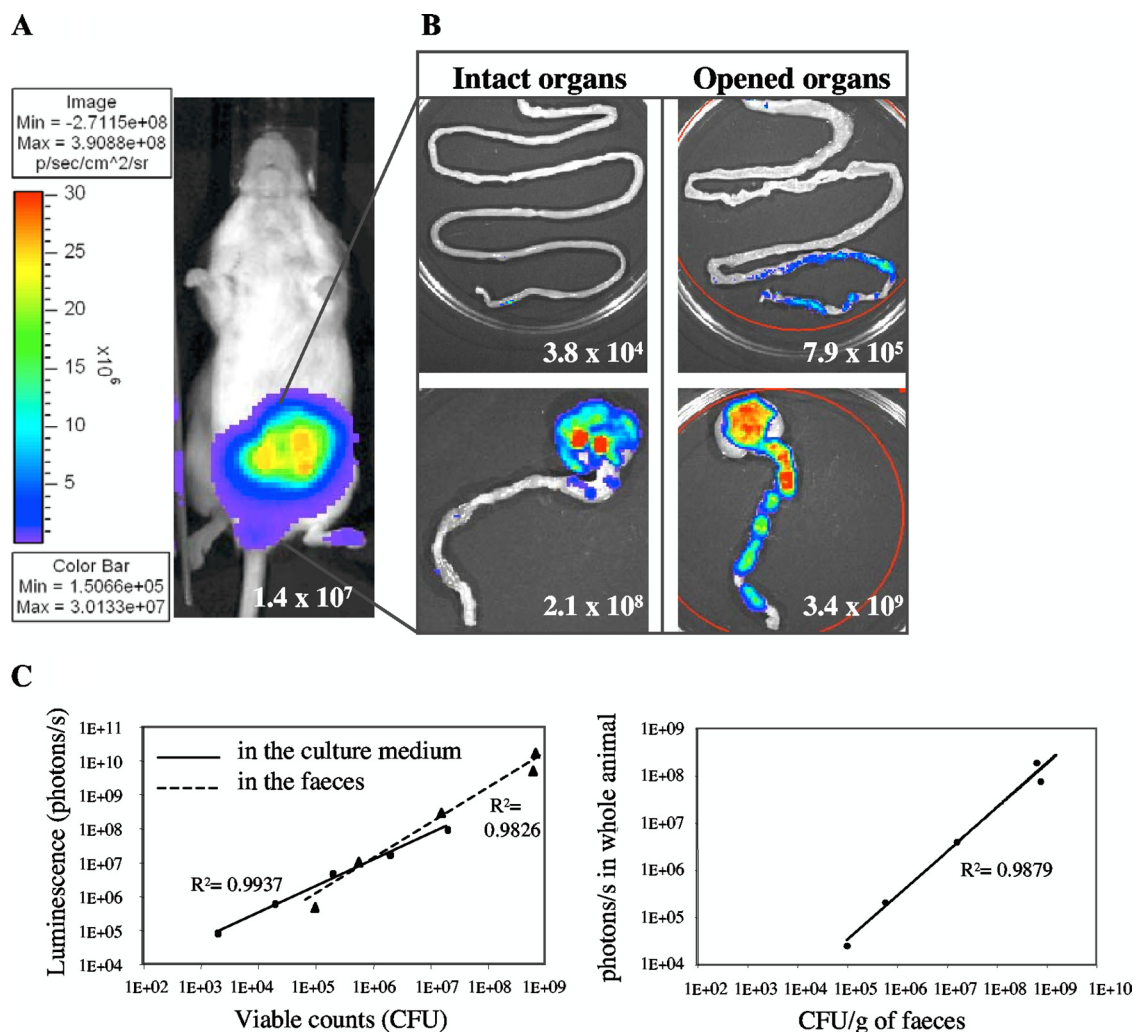 A
B
Image
Min = -2.7115e+08
Max = 3.9088e+08
p/sec/cm^2/sr
30
25
20
15
10
5
x10⁶
Color Bar
Min = 1.5066e+05
Max = 3.0133e+07
1.4 x 10⁷
Intact organs
Opened organs
3.8 x 10⁴
7.9 x 10⁵
2.1 x 10⁸
3.4 x 10⁹
C
Luminescence (photons/s)
1E+11
1E+10
1E+09
1E+08
1E+07
1E+06
1E+05
1E+04
in the culture medium
in the faeces
R²=
0.9826
R²= 0.9937
1E+02 1E+03 1E+04 1E+05 1E+06 1E+07 1E+08 1E+09
Viable counts (CFU)
photons/s in whole animal
1E+09
1E+08
1E+07
1E+06
1E+05
1E+04
R²= 0.9879
1E+02 1E+03 1E+04 1E+05 1E+06 1E+07 1E+08 1E+09 1E+10
CFU/g of faeces